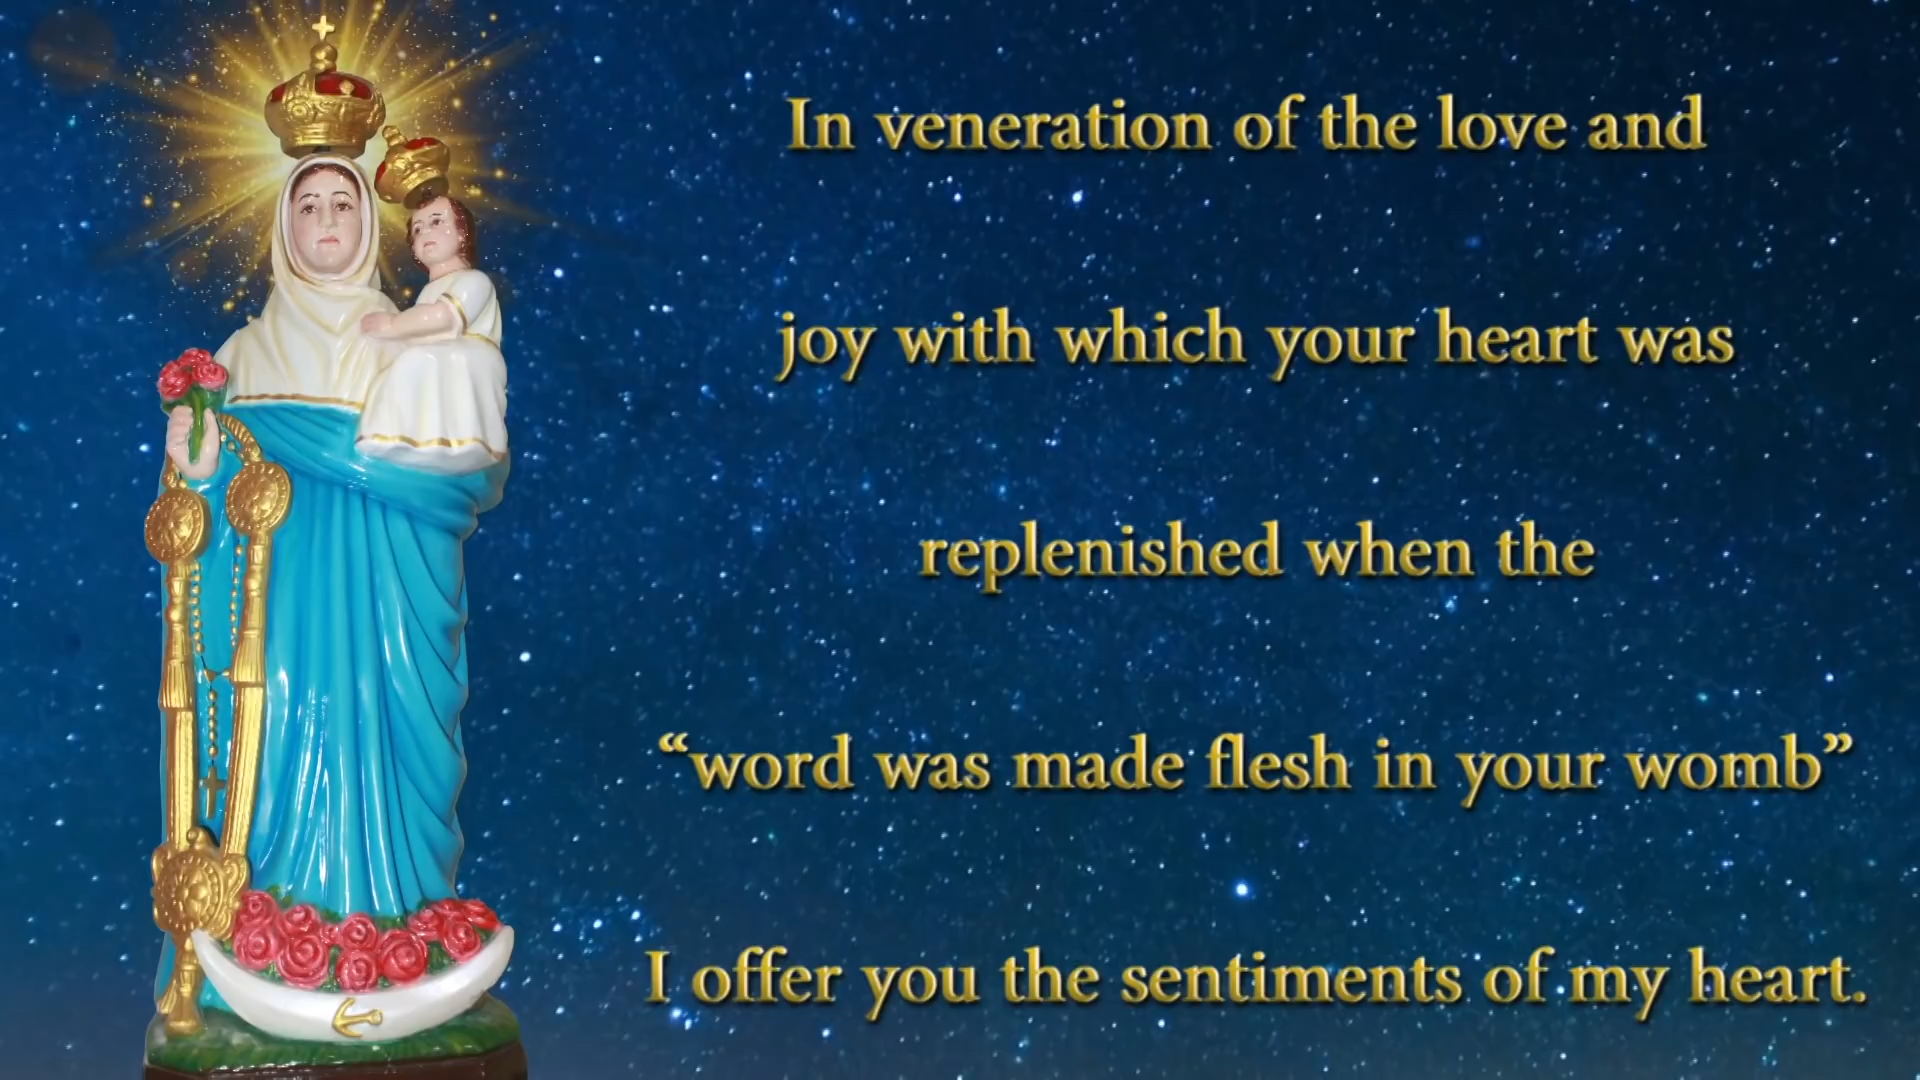 In veneration of the love and
joy with which your heart was
replenished when the
“word was made flesh in your womb”
I offer you the sentiments of my heart.